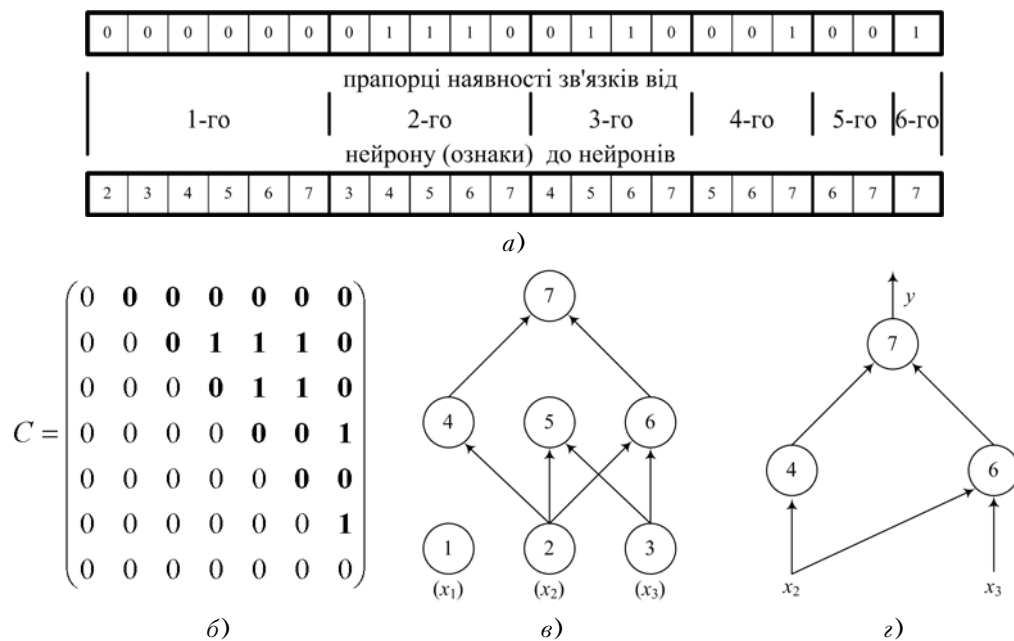 0 0 0 0 0 0 0 1 1 1 0 0 1 1 0 0 0 1 0 0 1
прапорці наявності зв'язків від
1-го 2-го 3-го 4-го 5-го 6-го
нейрону (ознаки) до нейронів
2 3 4 5 6 7 3 4 5 6 7 4 5 6 7 5 6 7 6 7 7
а)
C =
0 0 0 0 0 0 0
0 0 0 1 1 1 0
0 0 0 0 1 1 0
0 0 0 0 0 0 1
0 0 0 0 0 0 0
0 0 0 0 0 0 1
0 0 0 0 0 0 0
б)
7
4 5 6
1 2 3
(x₁) (x₂) (x₃)
в)
y
7
4 6
x₂ x₃
г)